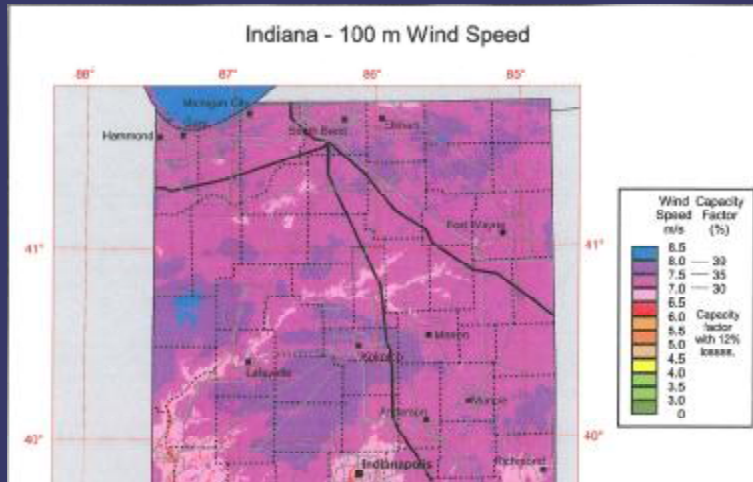 Indiana - 100 m Wind Speed
-88° -87° -86° -85°
Michigan City
Gary
South Bend
Elkhart
Hammond
Fort Wayne
41° 41°
Marion
Kokomo
Lafayette
Muncie
Anderson
40° 40°
Indianapolis
Richmond
Wind Capacity
Speed Factor
m/s (%)
8.5
8.0 39
7.5 35
7.0 30
6.5
6.0
5.5
5.0
4.5
4.0
3.5
3.0
0
Capacity
factor
with 12%
losses.